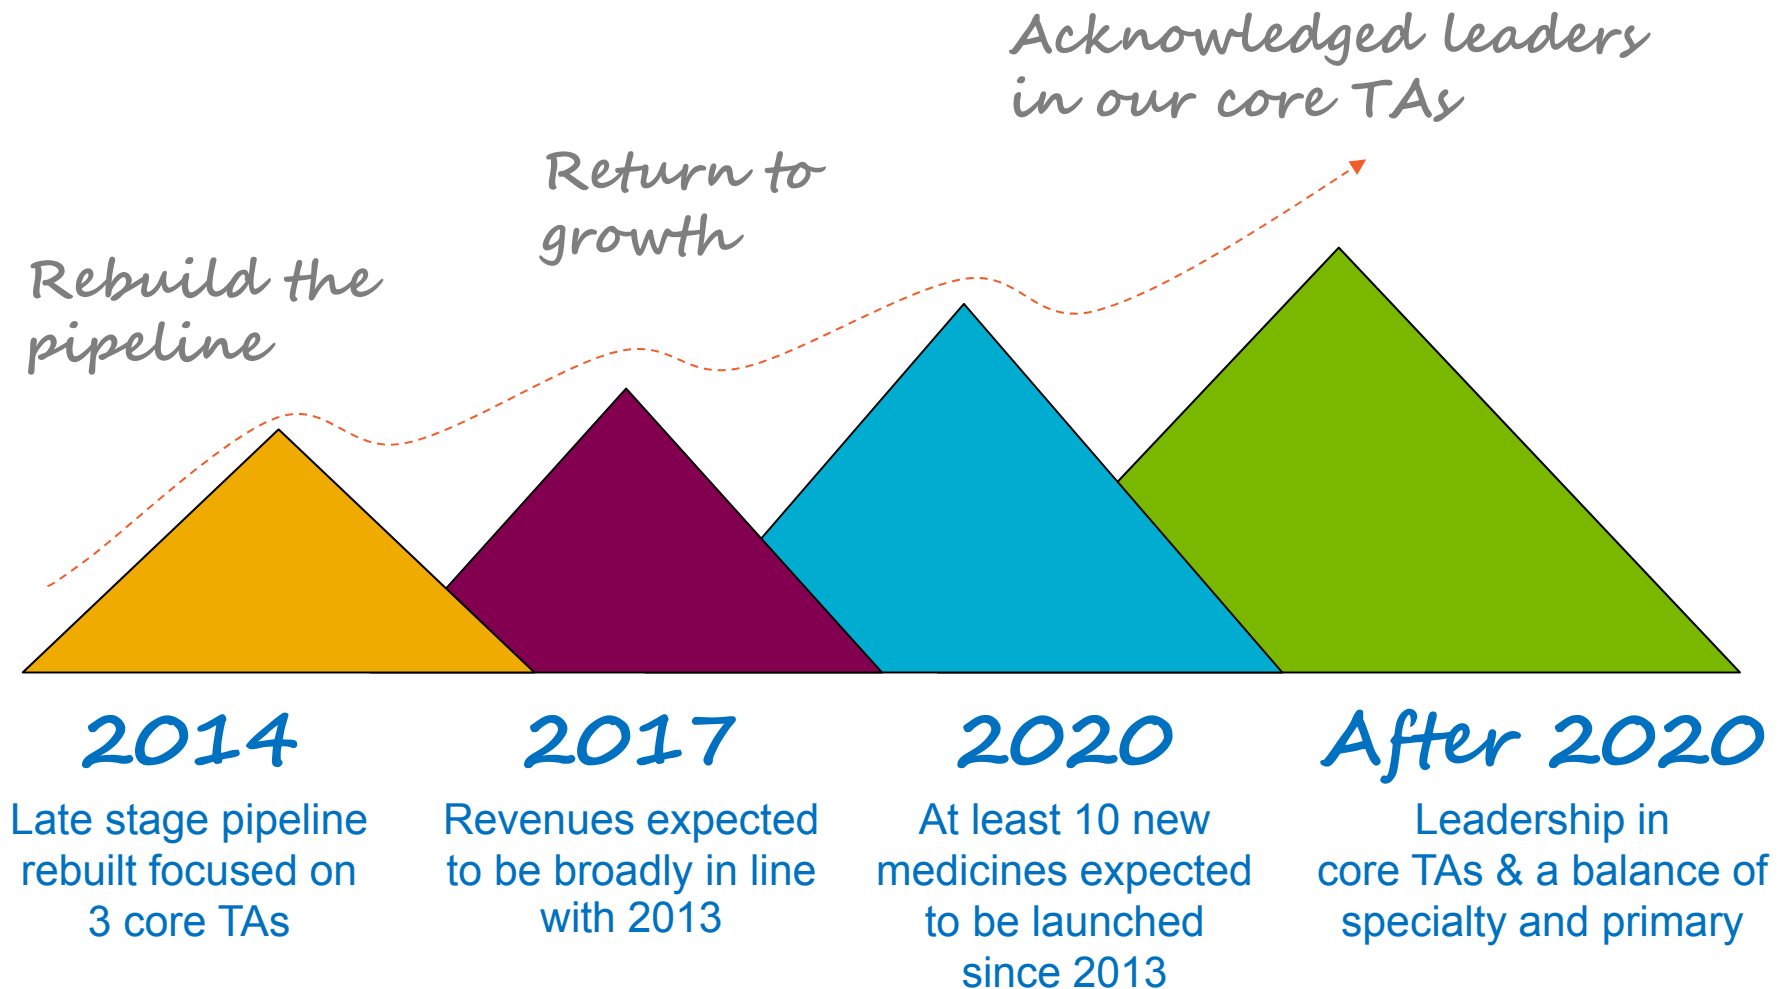 Acknowledged leaders
in our core TAs
Return to
growth
Rebuild the
pipeline
2014
Late stage pipeline
rebuilt focused on
3 core TAs
2017
Revenues expected
to be broadly in line
with 2013
2020
At least 10 new
medicines expected
to be launched
since 2013
After 2020
Leadership in
core TAs & a balance of
specialty and primary